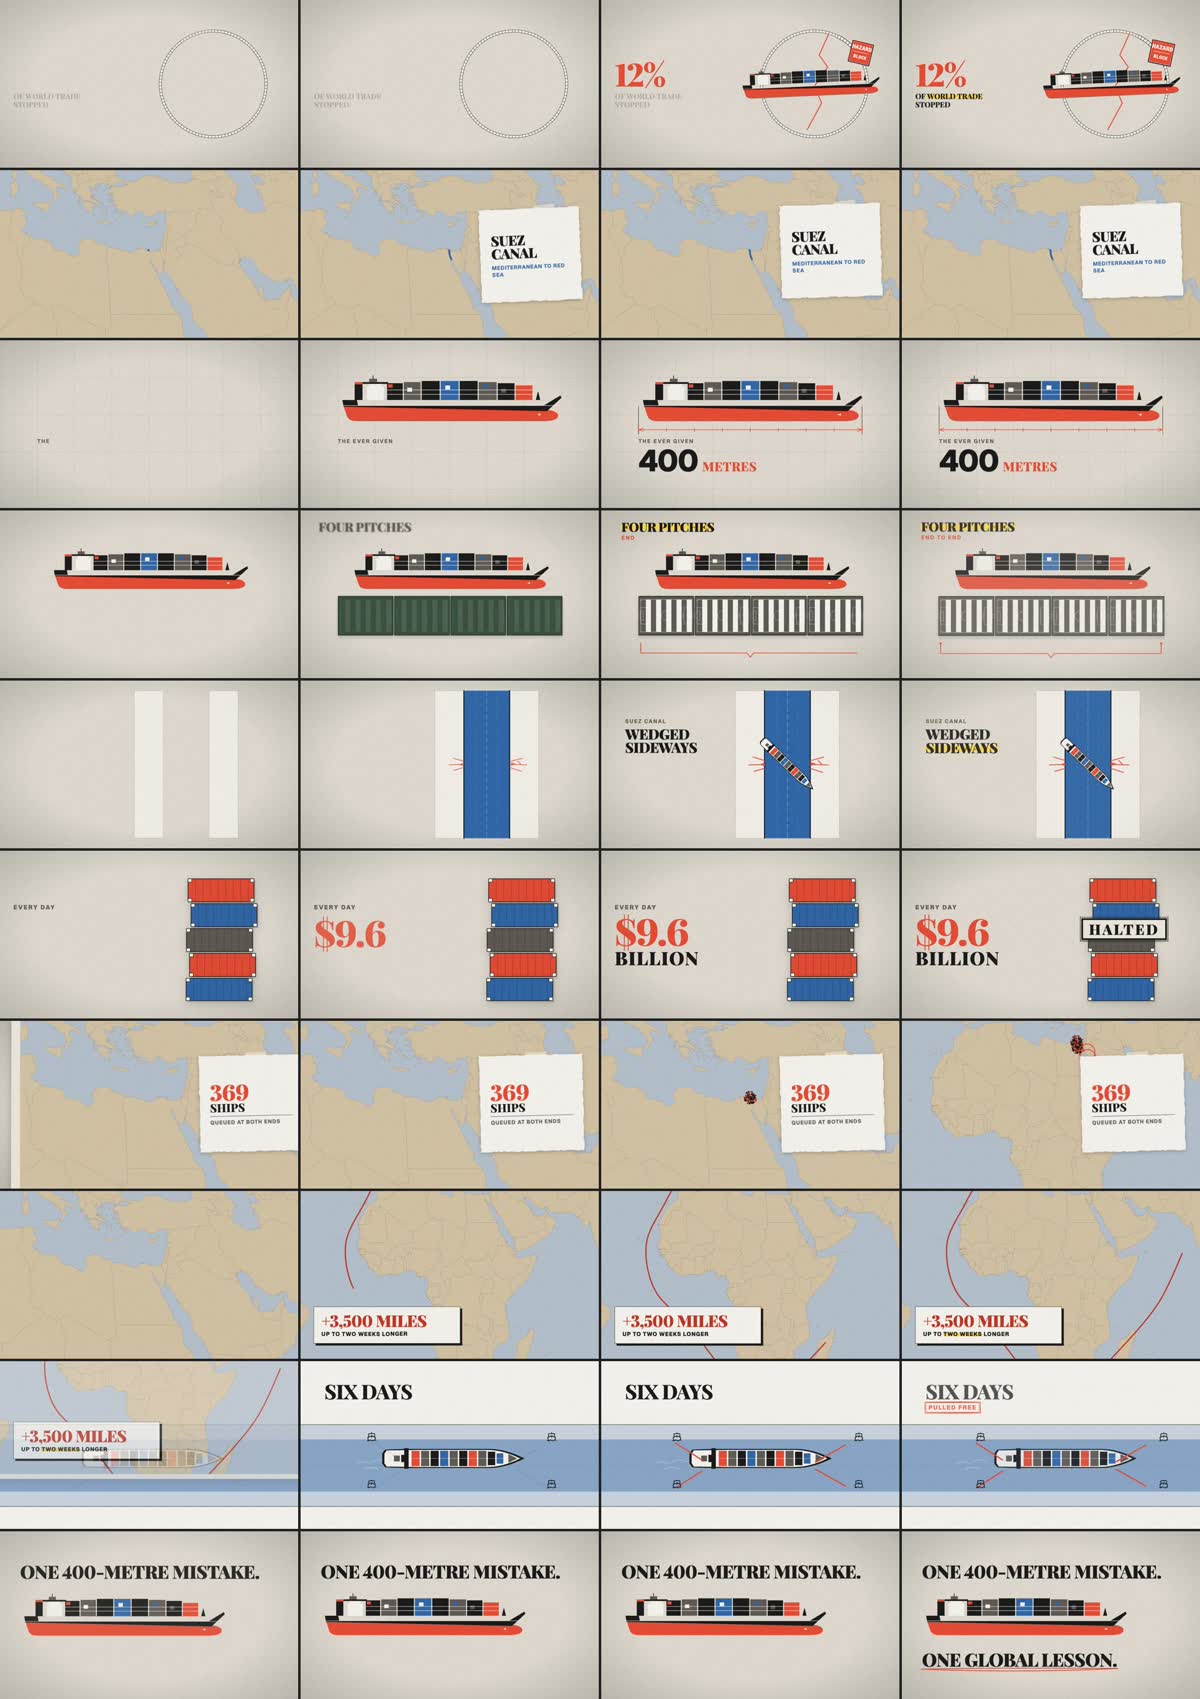 OF WORLD TRADE
STOPPED
OF WORLD TRADE
STOPPED
12%
OF WORLD TRADE
STOPPED
HAZARD
BLOCK
12%
OF WORLD TRADE
STOPPED
HAZARD
BLOCK
SUEZ
CANAL
MEDITERRANEAN TO RED
SEA
SUEZ
CANAL
MEDITERRANEAN TO RED
SEA
SUEZ
CANAL
MEDITERRANEAN TO RED
SEA
THE
THE EVER GIVEN
THE EVER GIVEN
400 METRES
THE EVER GIVEN
400 METRES
FOUR PITCHES
FOUR PITCHES
END
FOUR PITCHES
END TO END
SUEZ CANAL
WEDGED
SIDEWAYS
SUEZ CANAL
WEDGED
SIDEWAYS
EVERY DAY
EVERY DAY
$9.6
EVERY DAY
$9.6
BILLION
EVERY DAY
$9.6
BILLION
HALTED
369
SHIPS
QUEUED AT BOTH ENDS
369
SHIPS
QUEUED AT BOTH ENDS
369
SHIPS
QUEUED AT BOTH ENDS
369
SHIPS
QUEUED AT BOTH ENDS
+3,500 MILES
UP TO TWO WEEKS LONGER
+3,500 MILES
UP TO TWO WEEKS LONGER
+3,500 MILES
UP TO TWO WEEKS LONGER
+3,500 MILES
UP TO TWO WEEKS LONGER
SIX DAYS
SIX DAYS
SIX DAYS
PULLED FREE
ONE 400-METRE MISTAKE.
ONE 400-METRE MISTAKE.
ONE 400-METRE MISTAKE.
ONE 400-METRE MISTAKE.
ONE GLOBAL LESSON.